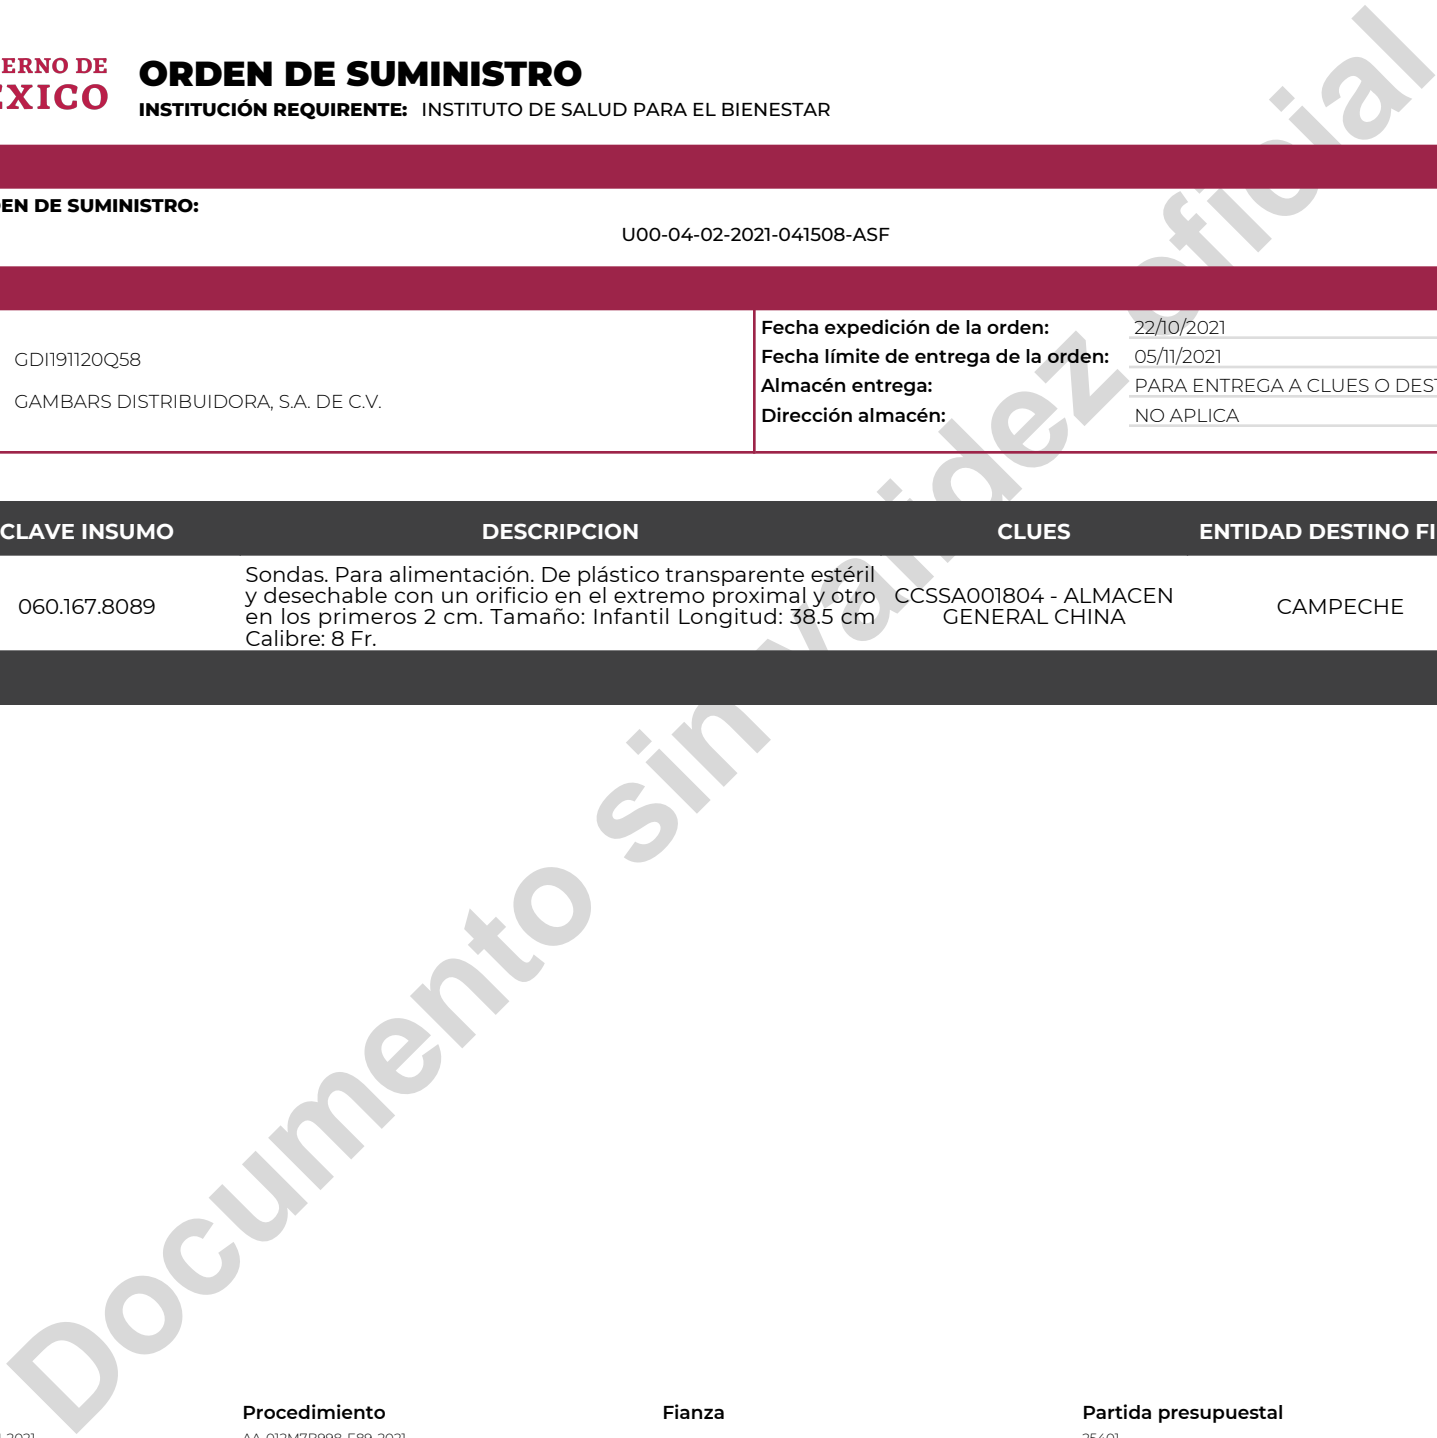 ERNO DE
EXICO
ORDEN DE SUMINISTRO
INSTITUCIÓN REQUIRENTE: INSTITUTO DE SALUD PARA EL BIENESTAR
EN DE SUMINISTRO:
U00-04-02-2021-041508-ASF
GDI191120Q58
GAMBARS DISTRIBUIDORA, S.A. DE C.V.
Fecha expedición de la orden: 22/10/2021
Fecha límite de entrega de la orden: 05/11/2021
Almacén entrega: PARA ENTREGA A CLUES O DEST
Dirección almacén: NO APLICA
CLAVE INSUMO DESCRIPCION CLUES ENTIDAD DESTINO FI
060.167.8089
Sondas. Para alimentación. De plástico transparente estéril
y desechable con un orificio en el extremo proximal y otro
en los primeros 2 cm. Tamaño: Infantil Longitud: 38.5 cm
Calibre: 8 Fr.
CCSSA001804 - ALMACEN
GENERAL CHINA
CAMPECHE
Documento sin validez oficial
Procedimiento Fianza Partida presupuestal